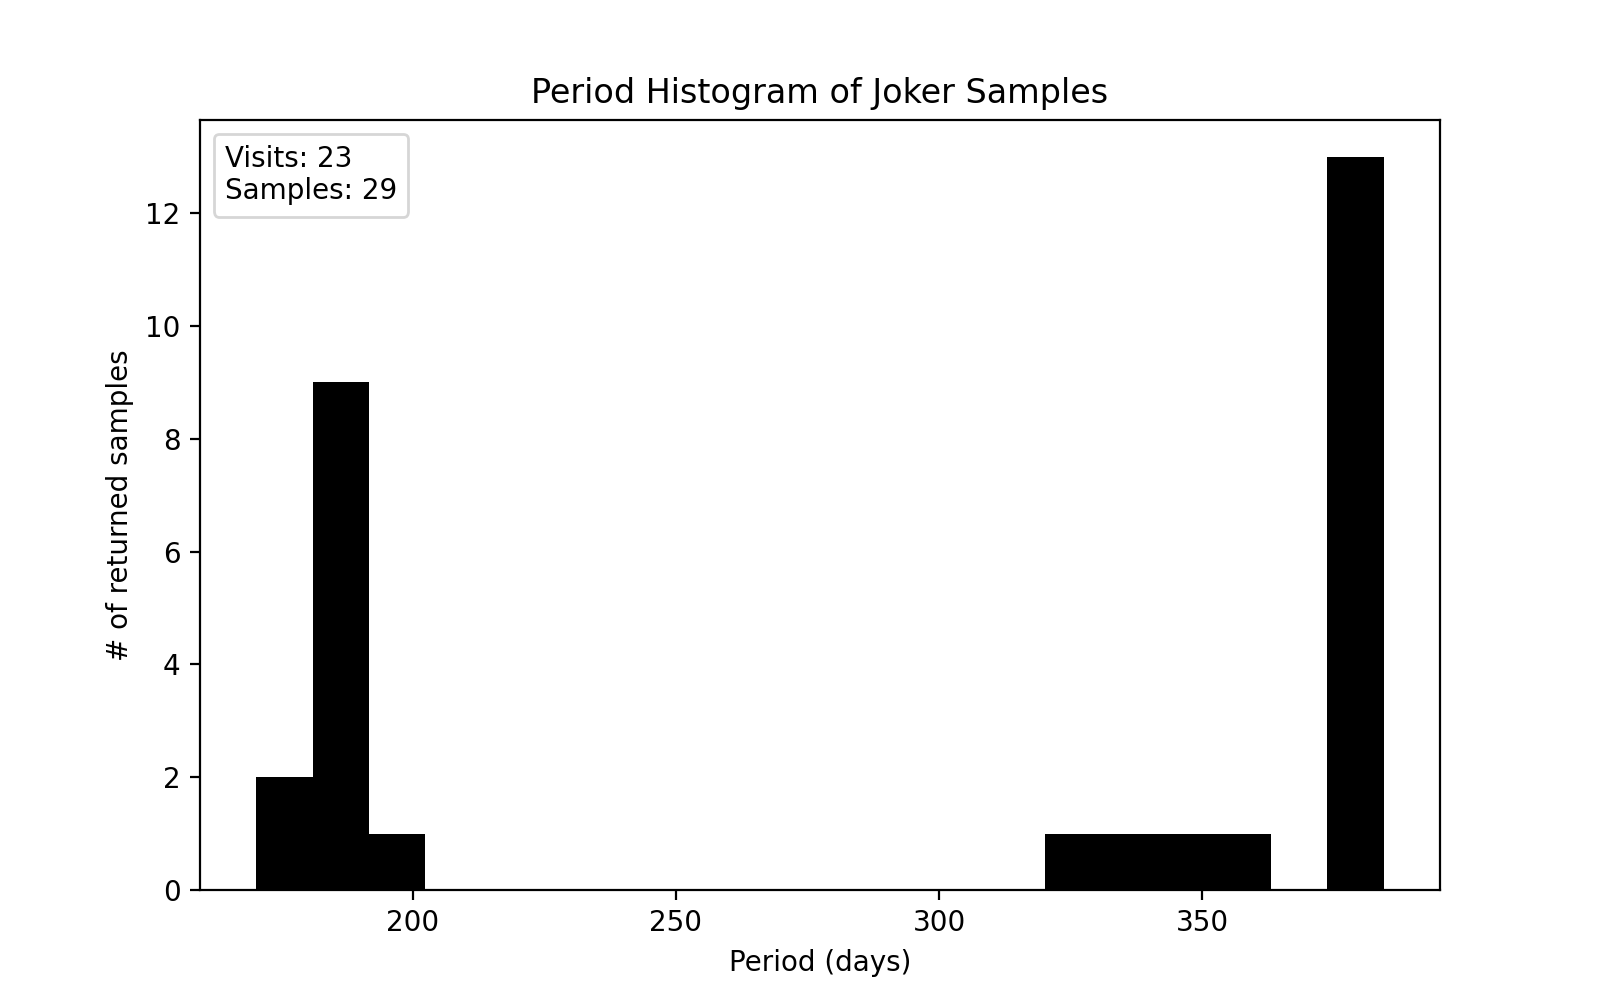 Period Histogram of Joker Samples
Visits: 23
Samples: 29
12
10
8
6
4
2
0
# of returned samples
200
250
300
350
Period (days)